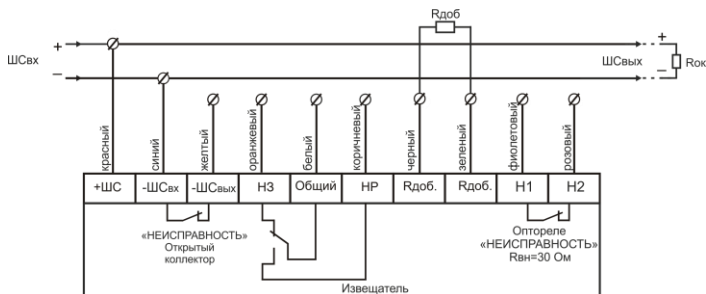 Rдоб
+
+
ШСвх
ШСвых
Rок
–
–
красный
синий
желтый
оранжевый
белый
коричневый
черный
зеленый
фиолетовый
розовый
+ШС
-ШСвх
-ШСвых
НЗ
Общий
НР
Rдоб.
Rдоб.
Н1
Н2
«НЕИСПРАВНОСТЬ»
Открытый
коллектор
Оптореле
«НЕИСПРАВНОСТЬ»
Rвн=30 Ом
Извещатель